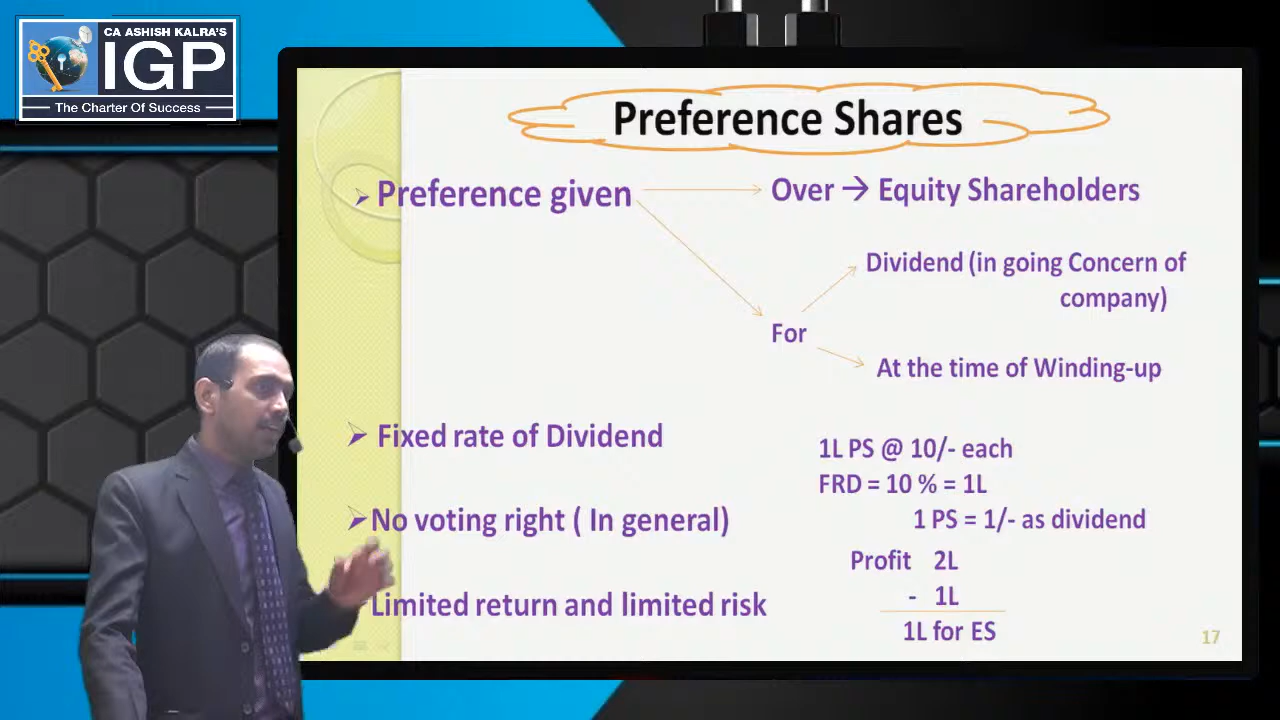 CA ASHISH KALRA'S
IGP
The Charter Of Success
Preference Shares
Preference given
Over → Equity Shareholders
Dividend (in going Concern of
company)
For
At the time of Winding-up
Fixed rate of Dividend
1L PS @ 10/- each
FRD = 10 % = 1L
1 PS = 1/- as dividend
No voting right ( In general)
Profit 2L
- 1L
1L for ES
Limited return and limited risk
17